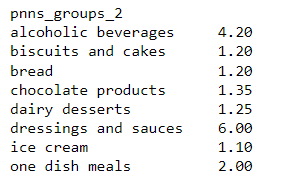 pnns_groups_2
alcoholic beverages 4.20
biscuits and cakes 1.20
bread 1.20
chocolate products 1.35
dairy desserts 1.25
dressings and sauces 6.00
ice cream 1.10
one dish meals 2.00